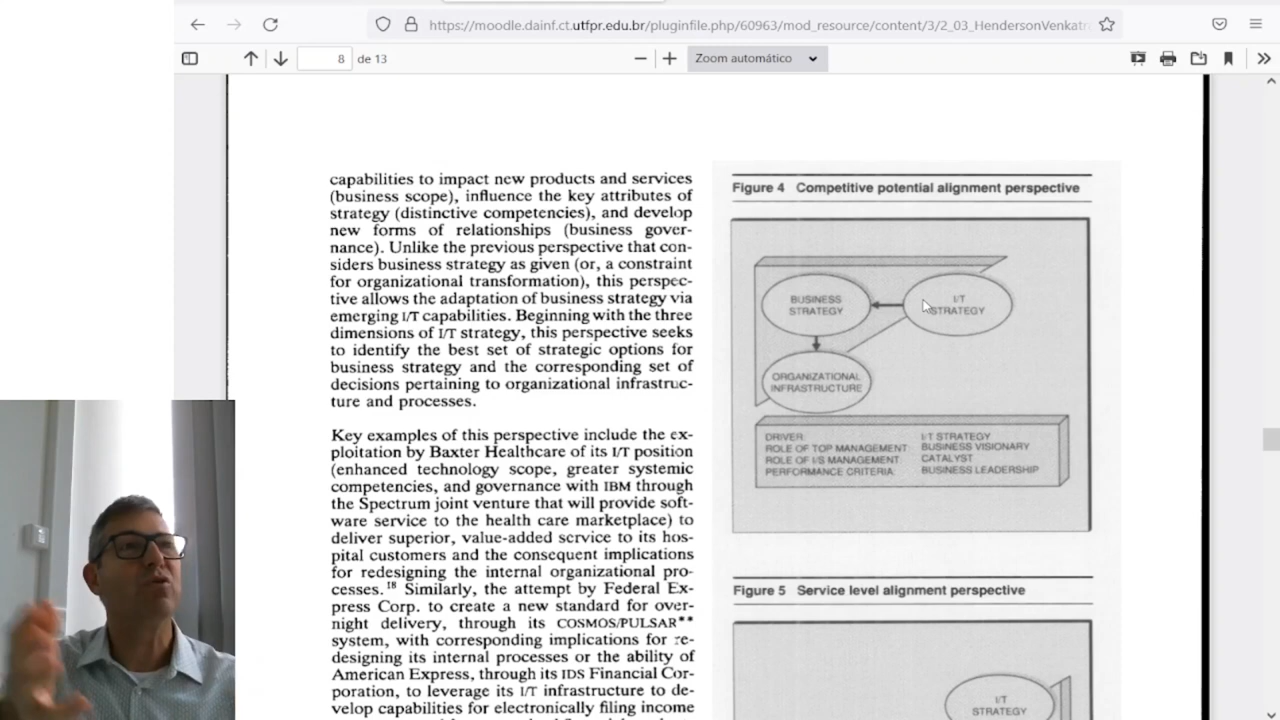 https://moodle.dainf.ct.utfpr.edu.br/pluginfile.php/60963/mod_resource/content/3/2_03_HendersonVenkatr
8 de 13
Zoom automático
capabilities to impact new products and services
(business scope), influence the key attributes of
strategy (distinctive competencies), and develop
new forms of relationships (business gover-
nance). Unlike the previous perspective that con-
siders business strategy as given (or, a constraint
for organizational transformation), this perspec-
tive allows the adaptation of business strategy via
emerging I/T capabilities. Beginning with the three
dimensions of I/T strategy, this perspective seeks
to identify the best set of strategic options for
business strategy and the corresponding set of
decisions pertaining to organizational infrastruc-
ture and processes.
Key examples of this perspective include the ex-
ploitation by Baxter Healthcare of its I/T position
(enhanced technology scope, greater systemic
competencies, and governance with IBM through
the Spectrum joint venture that will provide soft-
ware service to the health care marketplace) to
deliver superior, value-added service to its hos-
pital customers and the consequent implications
for redesigning the internal organizational pro-
cesses.18 Similarly, the attempt by Federal Ex-
press Corp. to create a new standard for over-
night delivery, through its COSMOS/PULSAR**
system, with corresponding implications for re-
designing its internal processes or the ability of
American Express, through its IDS Financial Cor-
poration, to leverage its I/T infrastructure to de-
velop capabilities for electronically filing income
Figure 4 Competitive potential alignment perspective
BUSINESS
STRATEGY
I/T
STRATEGY
ORGANIZATIONAL
INFRASTRUCTURE
DRIVER I/T STRATEGY
ROLE OF TOP MANAGEMENT BUSINESS VISIONARY
ROLE OF I/S MANAGEMENT CATALYST
PERFORMANCE CRITERIA BUSINESS LEADERSHIP
Figure 5 Service level alignment perspective
I/T
STRATEGY